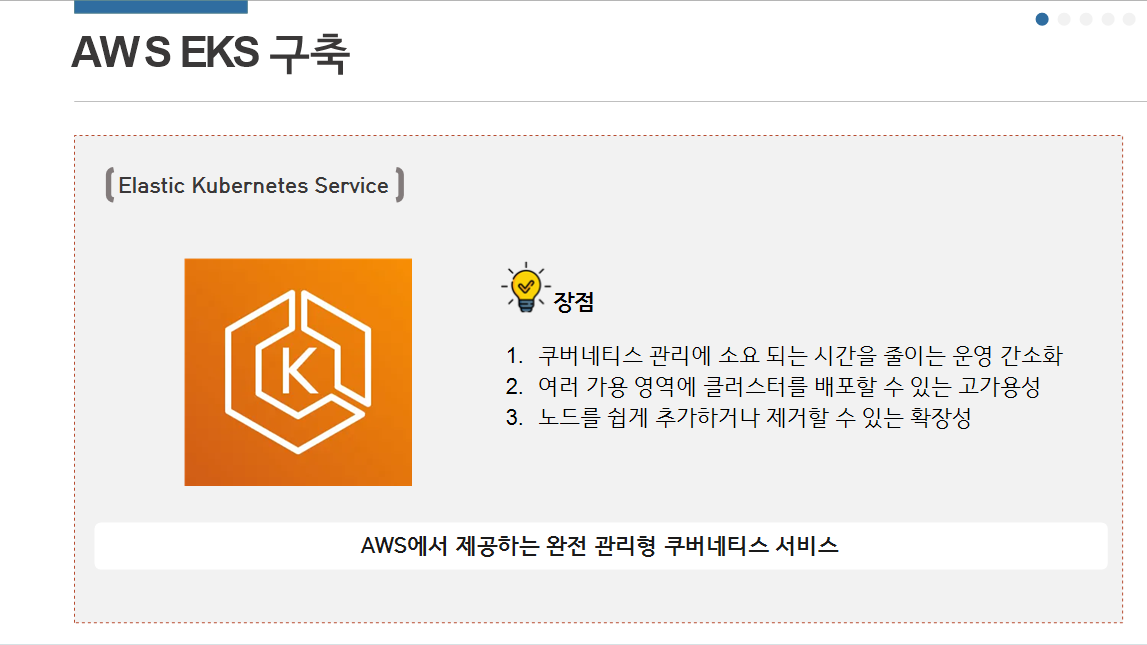 AWS EKS 구축
[Elastic Kubernetes Service]
K
장점
1. 쿠버네티스 관리에 소요 되는 시간을 줄이는 운영 간소화
2. 여러 가용 영역에 클러스터를 배포할 수 있는 고가용성
3. 노드를 쉽게 추가하거나 제거할 수 있는 확장성
AWS에서 제공하는 완전 관리형 쿠버네티스 서비스